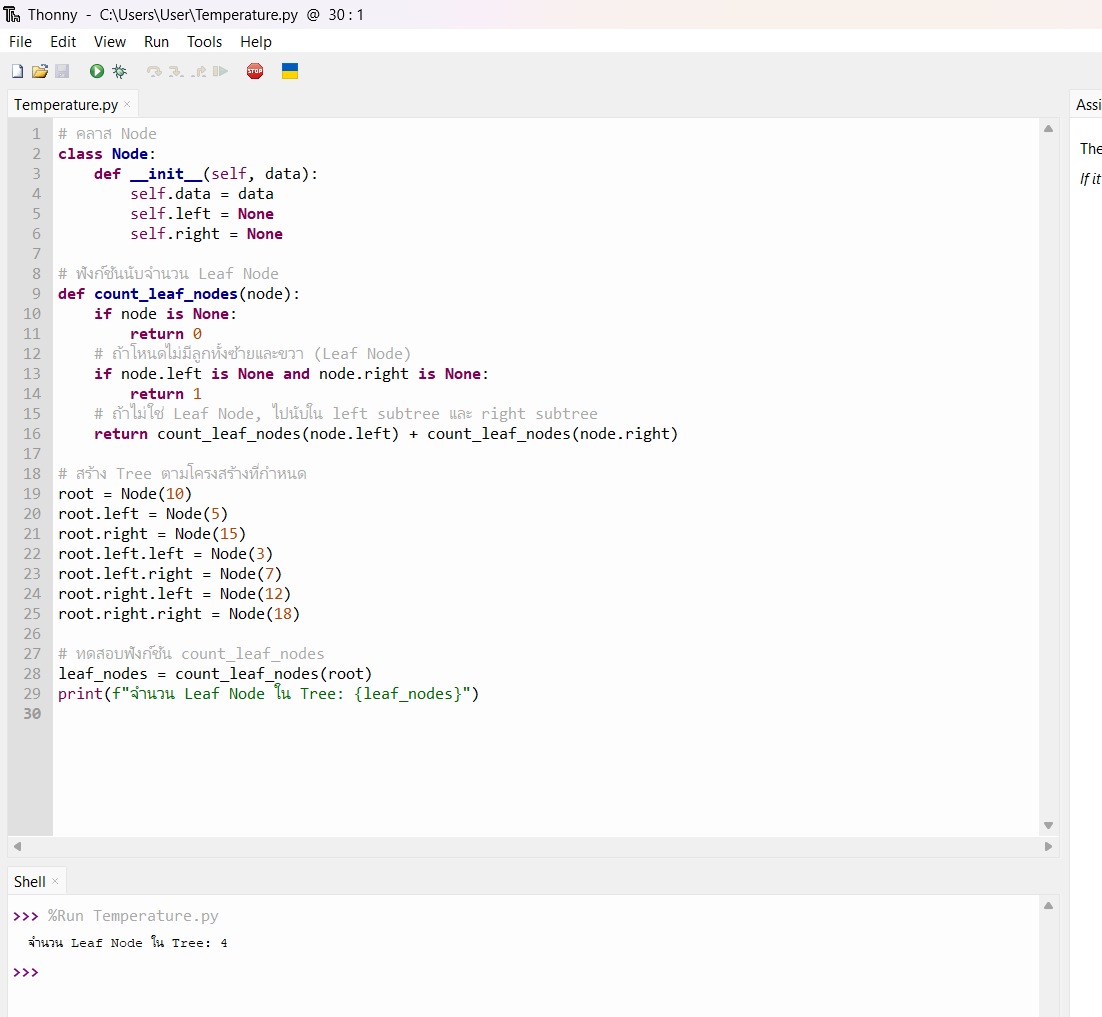 Thonny - C:\Users\User\Temperature.py @ 30 : 1
File Edit View Run Tools Help
STOP
Temperature.py ×
Assi
The
If it
1 # คลาส Node
2 class Node:
3     def __init__(self, data):
4         self.data = data
5         self.left = None
6         self.right = None
7
8 # ฟังก์ชันนับจำนวน Leaf Node
9 def count_leaf_nodes(node):
10     if node is None:
11         return 0
12     # ถ้าโหนดไม่มีลูกทั้งซ้ายและขวา (Leaf Node)
13     if node.left is None and node.right is None:
14         return 1
15     # ถ้าไม่ใช่ Leaf Node, ไปนับใน left subtree และ right subtree
16     return count_leaf_nodes(node.left) + count_leaf_nodes(node.right)
17
18 # สร้าง Tree ตามโครงสร้างที่กำหนด
19 root = Node(10)
20 root.left = Node(5)
21 root.right = Node(15)
22 root.left.left = Node(3)
23 root.left.right = Node(7)
24 root.right.left = Node(12)
25 root.right.right = Node(18)
26
27 # ทดสอบฟังก์ชัน count_leaf_nodes
28 leaf_nodes = count_leaf_nodes(root)
29 print(f"จำนวน Leaf Node ใน Tree: {leaf_nodes}")
30
Shell ×
>>> %Run Temperature.py
จำนวน Leaf Node ใน Tree: 4
>>>